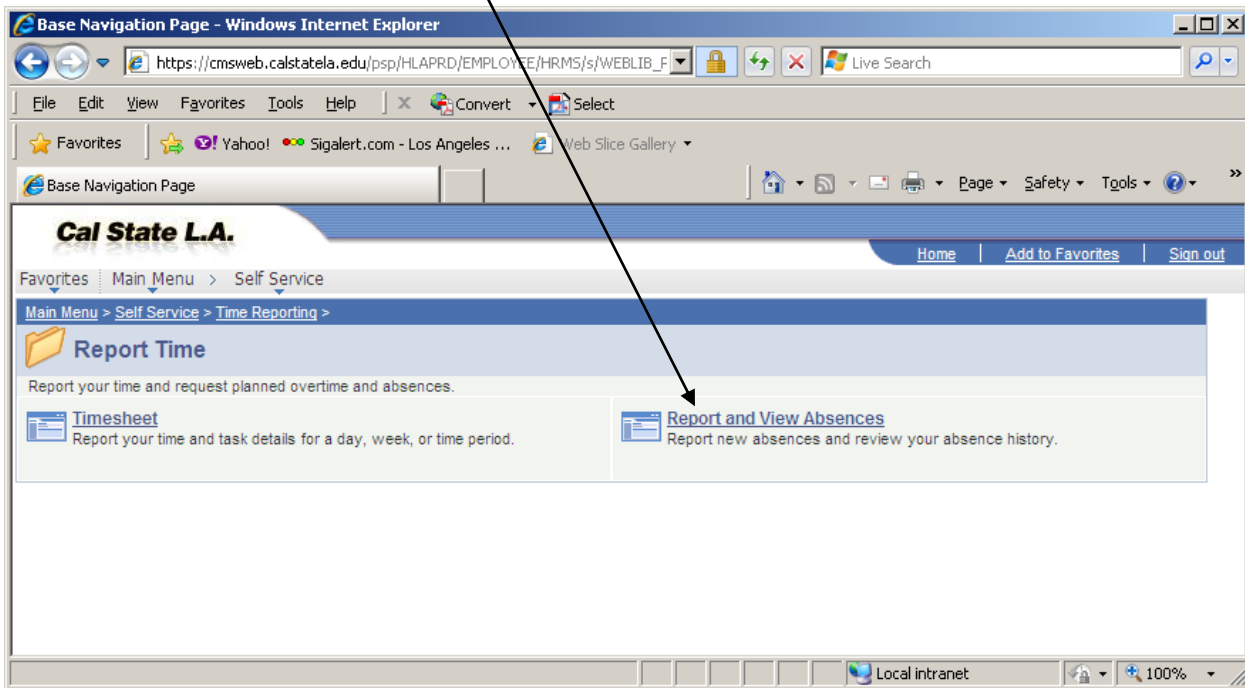 Base Navigation Page - Windows Internet Explorer
https://cmsweb.calstatela.edu/psp/HLAPRD/EMPLOYEE/HRMS/s/WEBLIB_F
Live Search
File Edit View Favorites Tools Help X Convert Select
Favorites Yahoo! Sigalert.com - Los Angeles ... Web Slice Gallery
Base Navigation Page Page Safety Tools »
Cal State L.A.
Home | Add to Favorites | Sign out
Favorites Main Menu > Self Service
Main Menu > Self Service > Time Reporting >
Report Time
Report your time and request planned overtime and absences.
Timesheet
Report your time and task details for a day, week, or time period.
Report and View Absences
Report new absences and review your absence history.
Local intranet 100%